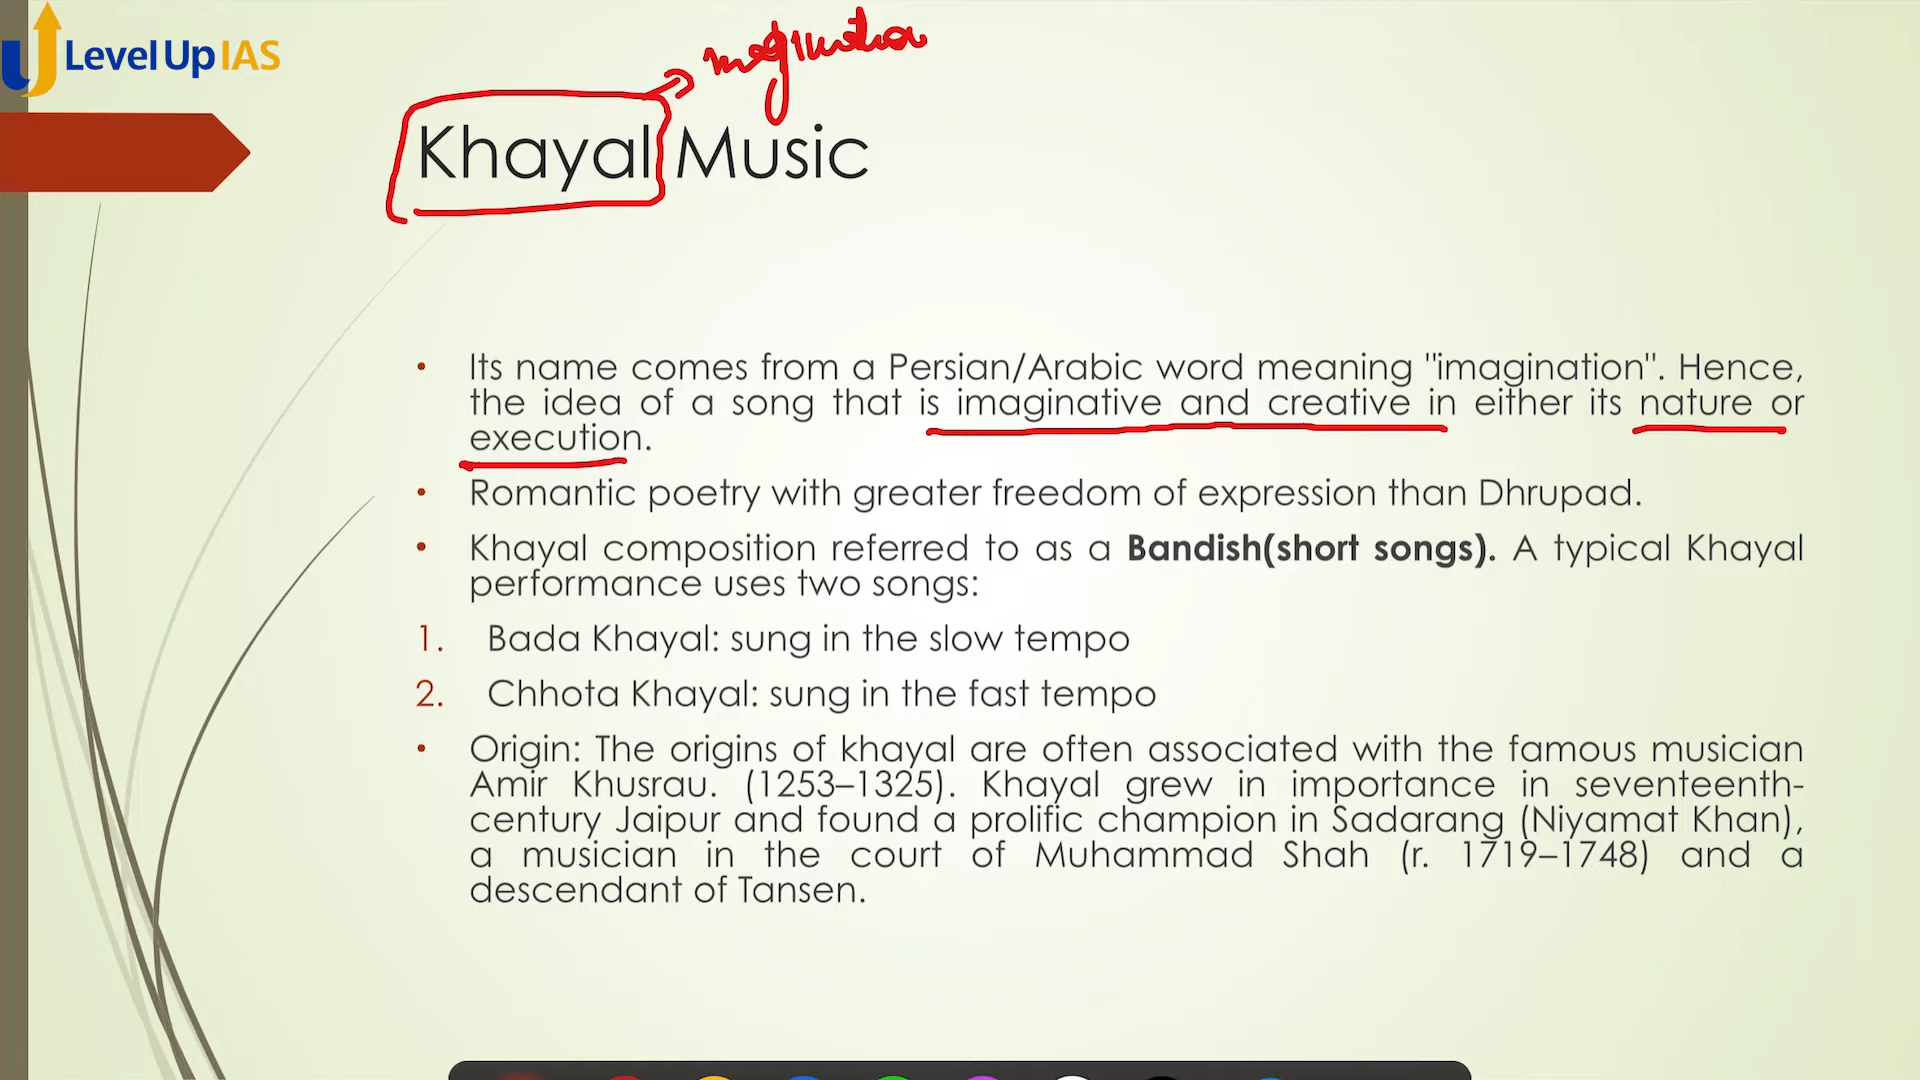 Level Up IAS
imagination
Khayal Music
• Its name comes from a Persian/Arabic word meaning "imagination". Hence,
the idea of a song that is imaginative and creative in either its nature or
execution.
• Romantic poetry with greater freedom of expression than Dhrupad.
• Khayal composition referred to as a Bandish(short songs). A typical Khayal
performance uses two songs:
1. Bada Khayal: sung in the slow tempo
2. Chhota Khayal: sung in the fast tempo
• Origin: The origins of khayal are often associated with the famous musician
Amir Khusrau. (1253–1325). Khayal grew in importance in seventeenth-
century Jaipur and found a prolific champion in Sadarang (Niyamat Khan),
a musician in the court of Muhammad Shah (r. 1719–1748) and a
descendant of Tansen.